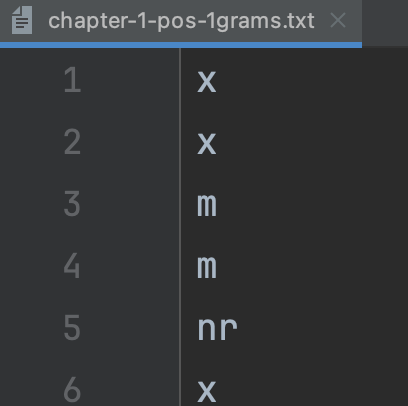 chapter-1-pos-1grams.txt
1 x
2 x
3 m
4 m
5 nr
6 x